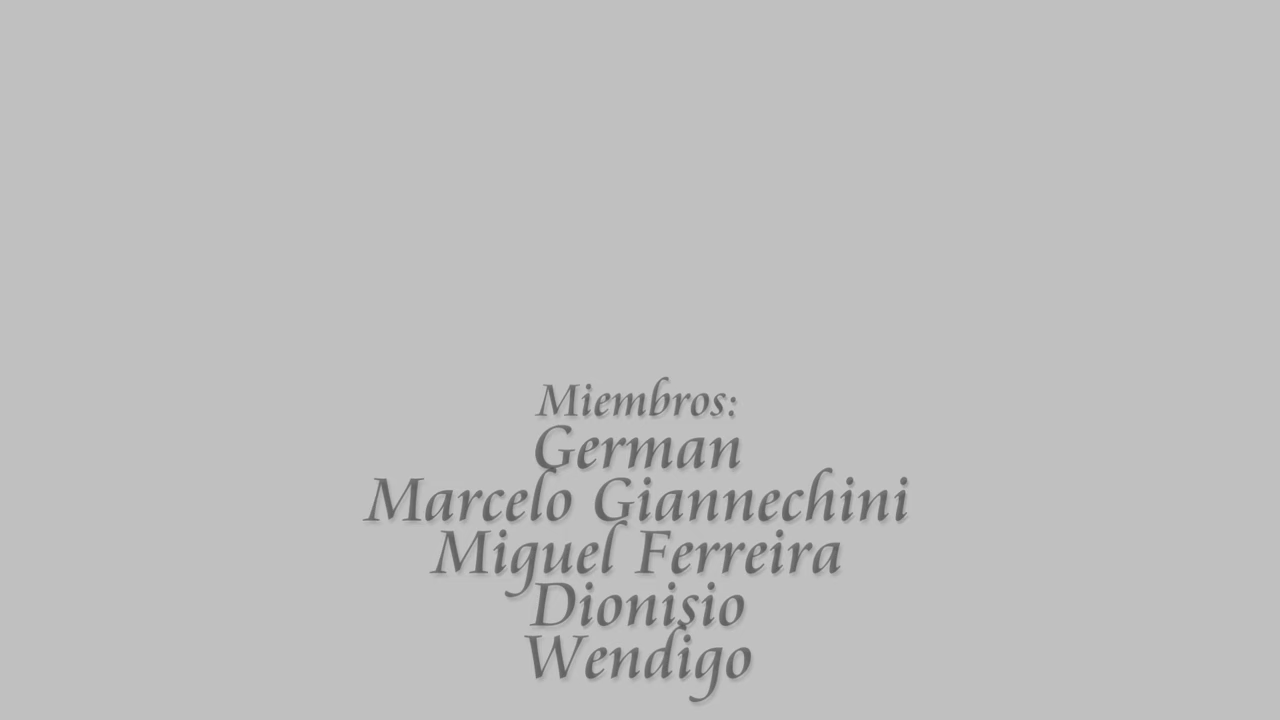 Miembros:
German
Marcelo Giannechini
Miguel Ferreira
Dionisio
Wendigo